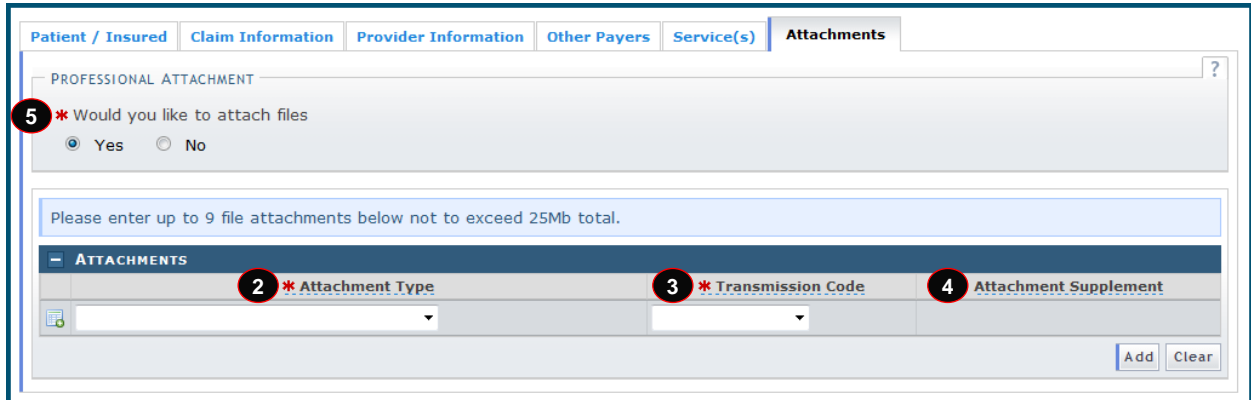 Patient / Insured Claim Information Provider Information Other Payers Service(s) Attachments
PROFESSIONAL ATTACHMENT ?
5 * Would you like to attach files
Yes No
Please enter up to 9 file attachments below not to exceed 25Mb total.
− ATTACHMENTS
2 * Attachment Type 3 * Transmission Code 4 Attachment Supplement
Add Clear